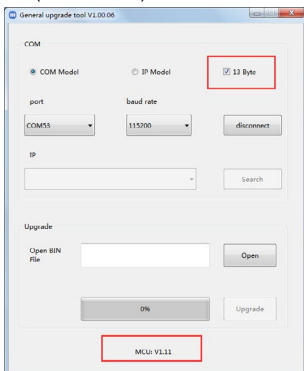 General upgrade tool V1.00.06
COM
COM Model
IP Model
13 Byte
port
baud rate
COM53
115200
disconnect
IP
Search
Upgrade
Open BIN
File
Open
0%
Upgrade
MCU: V1.11